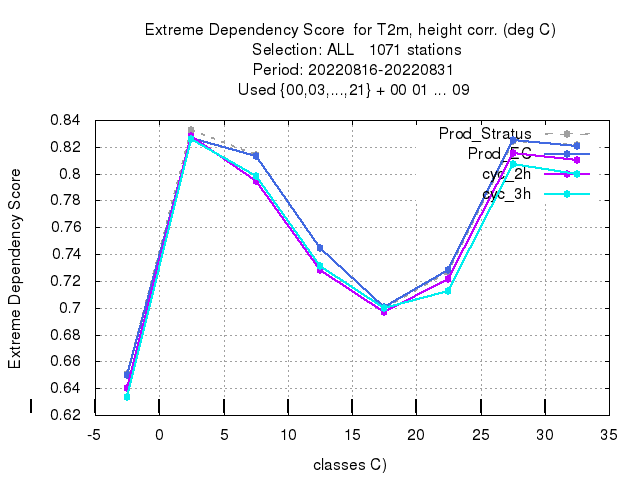 Extreme Dependency Score for T2m, height corr. (deg C)
Selection: ALL 1071 stations
Period: 20220816-20220831
Used {00,03,...,21} + 00 01 ... 09
Extreme Dependency Score
0.84
0.82
0.8
0.78
0.76
0.74
0.72
0.7
0.68
0.66
0.64
0.62
Prod_Stratus
Prod_EC
cyc_2h
cyc_3h
-5 0 5 10 15 20 25 30 35
classes C)